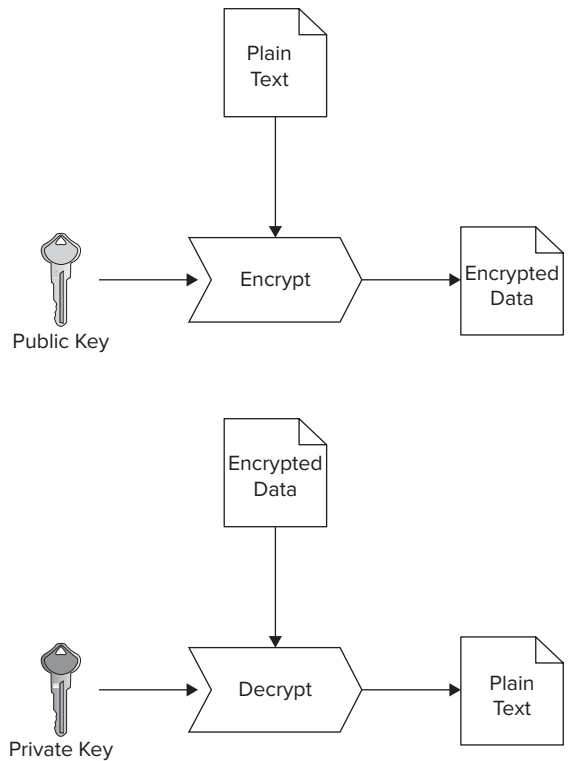 Plain
Text
Encrypt
Encrypted
Data
Public Key
Encrypted
Data
Decrypt
Plain
Text
Private Key